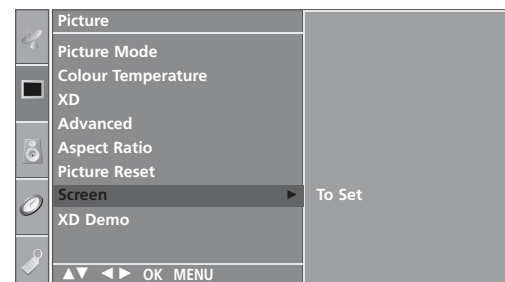 Picture
Picture Mode
Colour Temperature
XD
Advanced
Aspect Ratio
Picture Reset
Screen ► To Set
XD Demo
▲▼ ◄► OK MENU